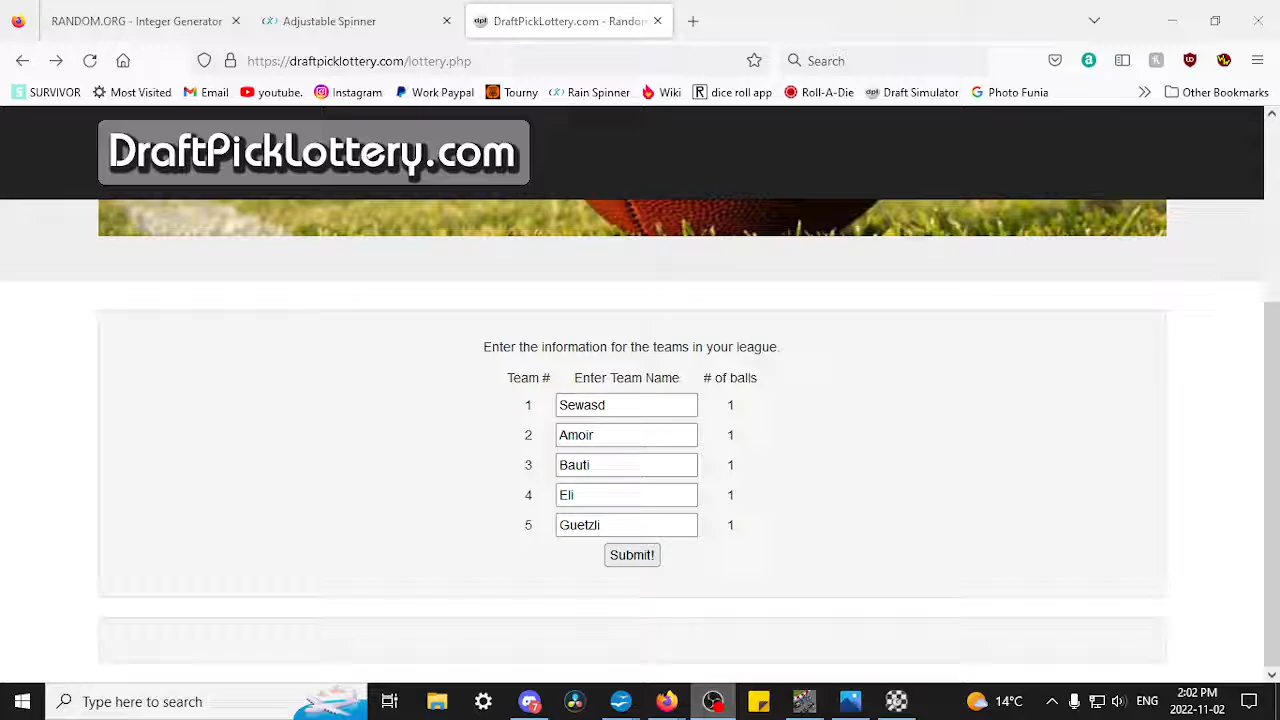 RANDOM.ORG - Integer Generator
Adjustable Spinner
dpl DraftPickLottery.com - Random
https://draftpicklottery.com/lottery.php
Search
SURVIVOR Most Visited Email youtube. Instagram Work Paypal Tourny Rain Spinner Wiki dice roll app Roll-A-Die dpl Draft Simulator Photo Funia Other Bookmarks
DraftPickLottery.com
Enter the information for the teams in your league.
Team # Enter Team Name # of balls
1 Sewasd 1
2 Amoir 1
3 Bauti 1
4 Eli 1
5 Guetzli 1
Submit!
Type here to search
7
14°C
ENG
2:02 PM
2022-11-02